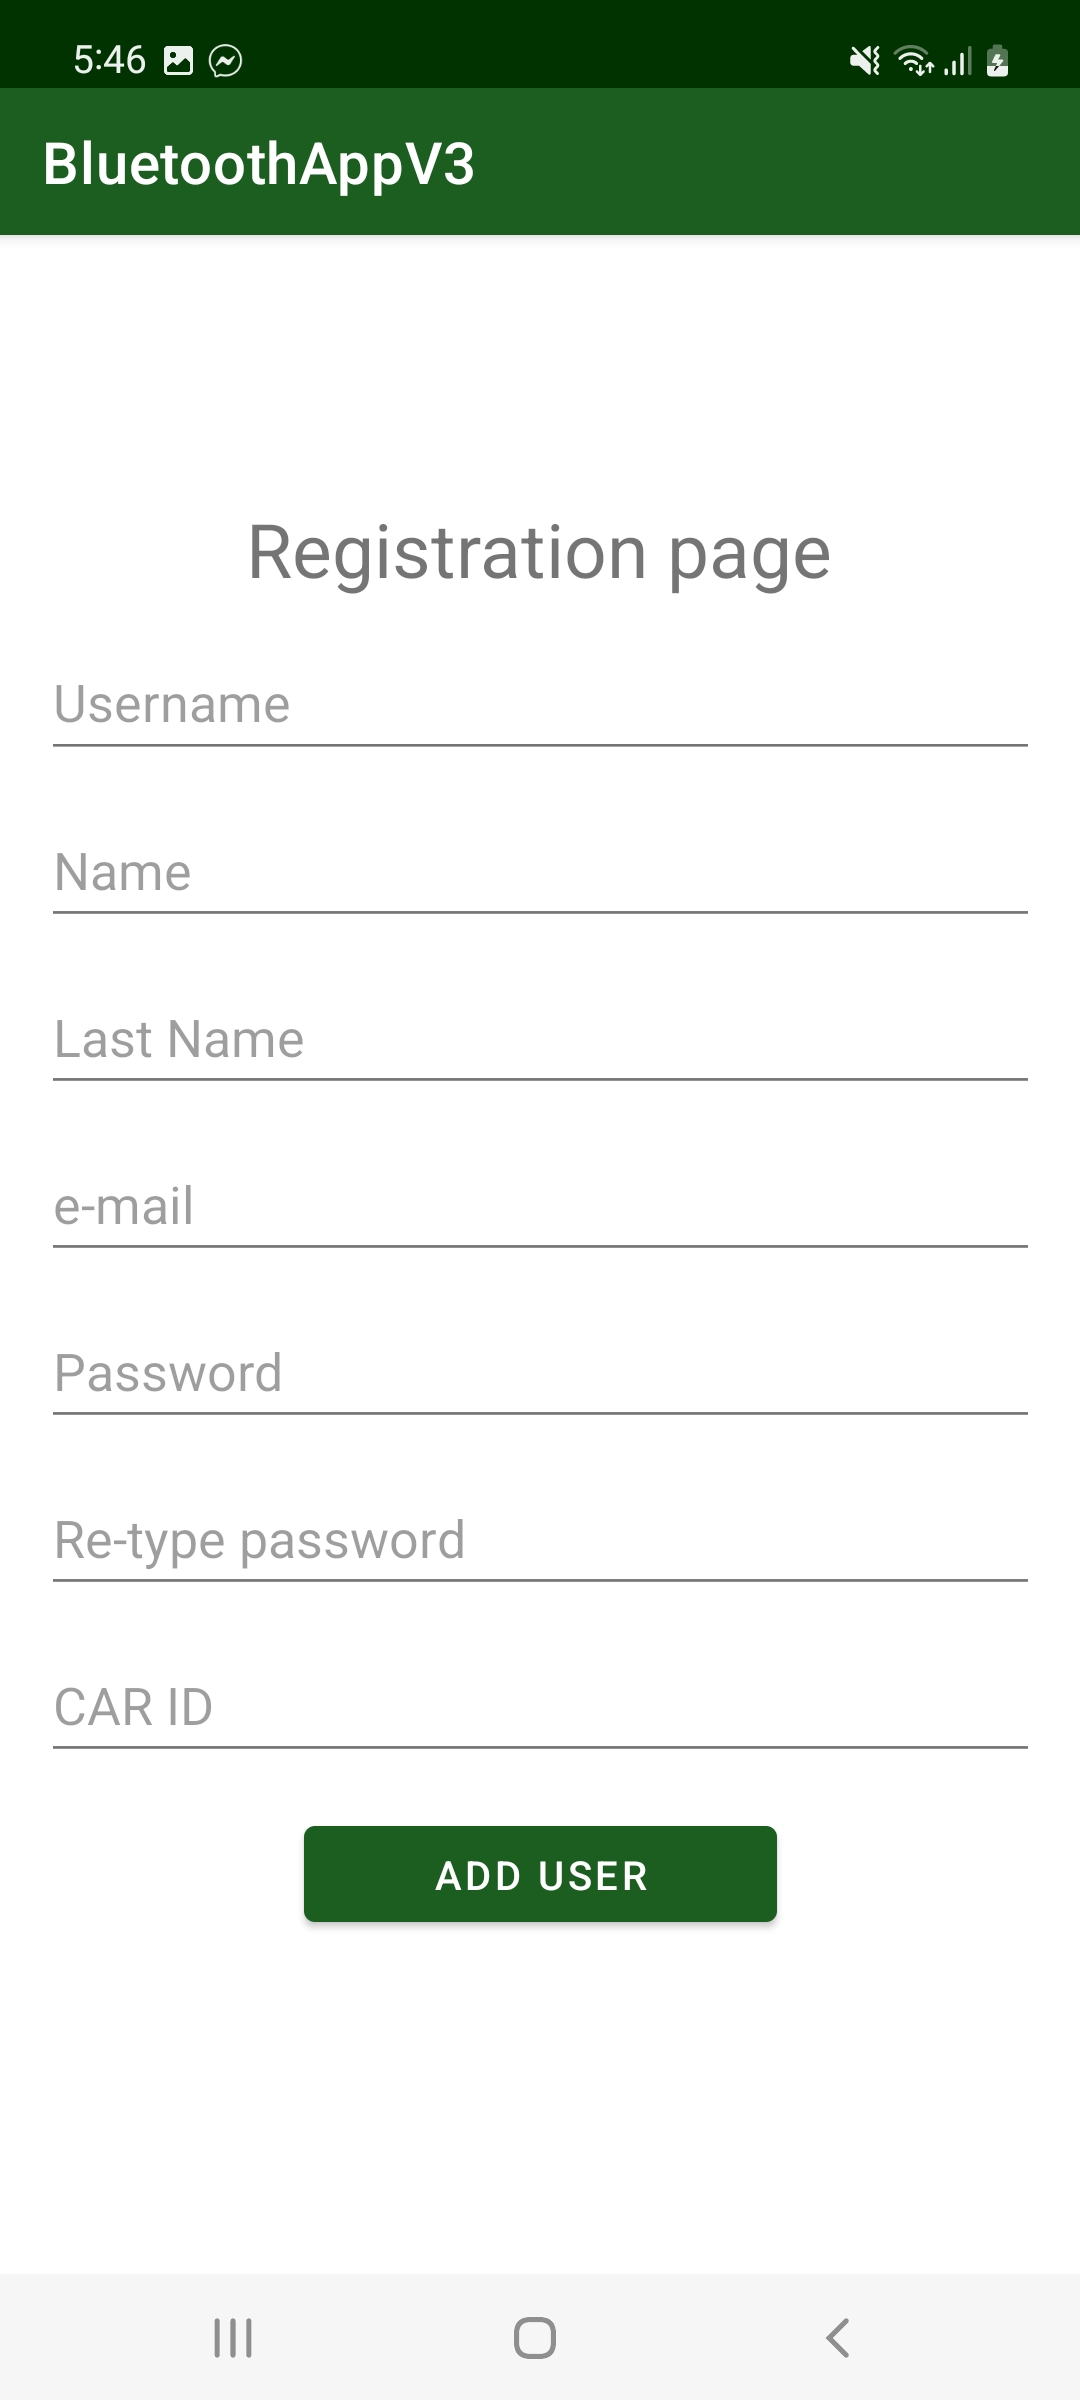 5:46
BluetoothAppV3
Registration page
Username
Name
Last Name
e-mail
Password
Re-type password
CAR ID
ADD USER